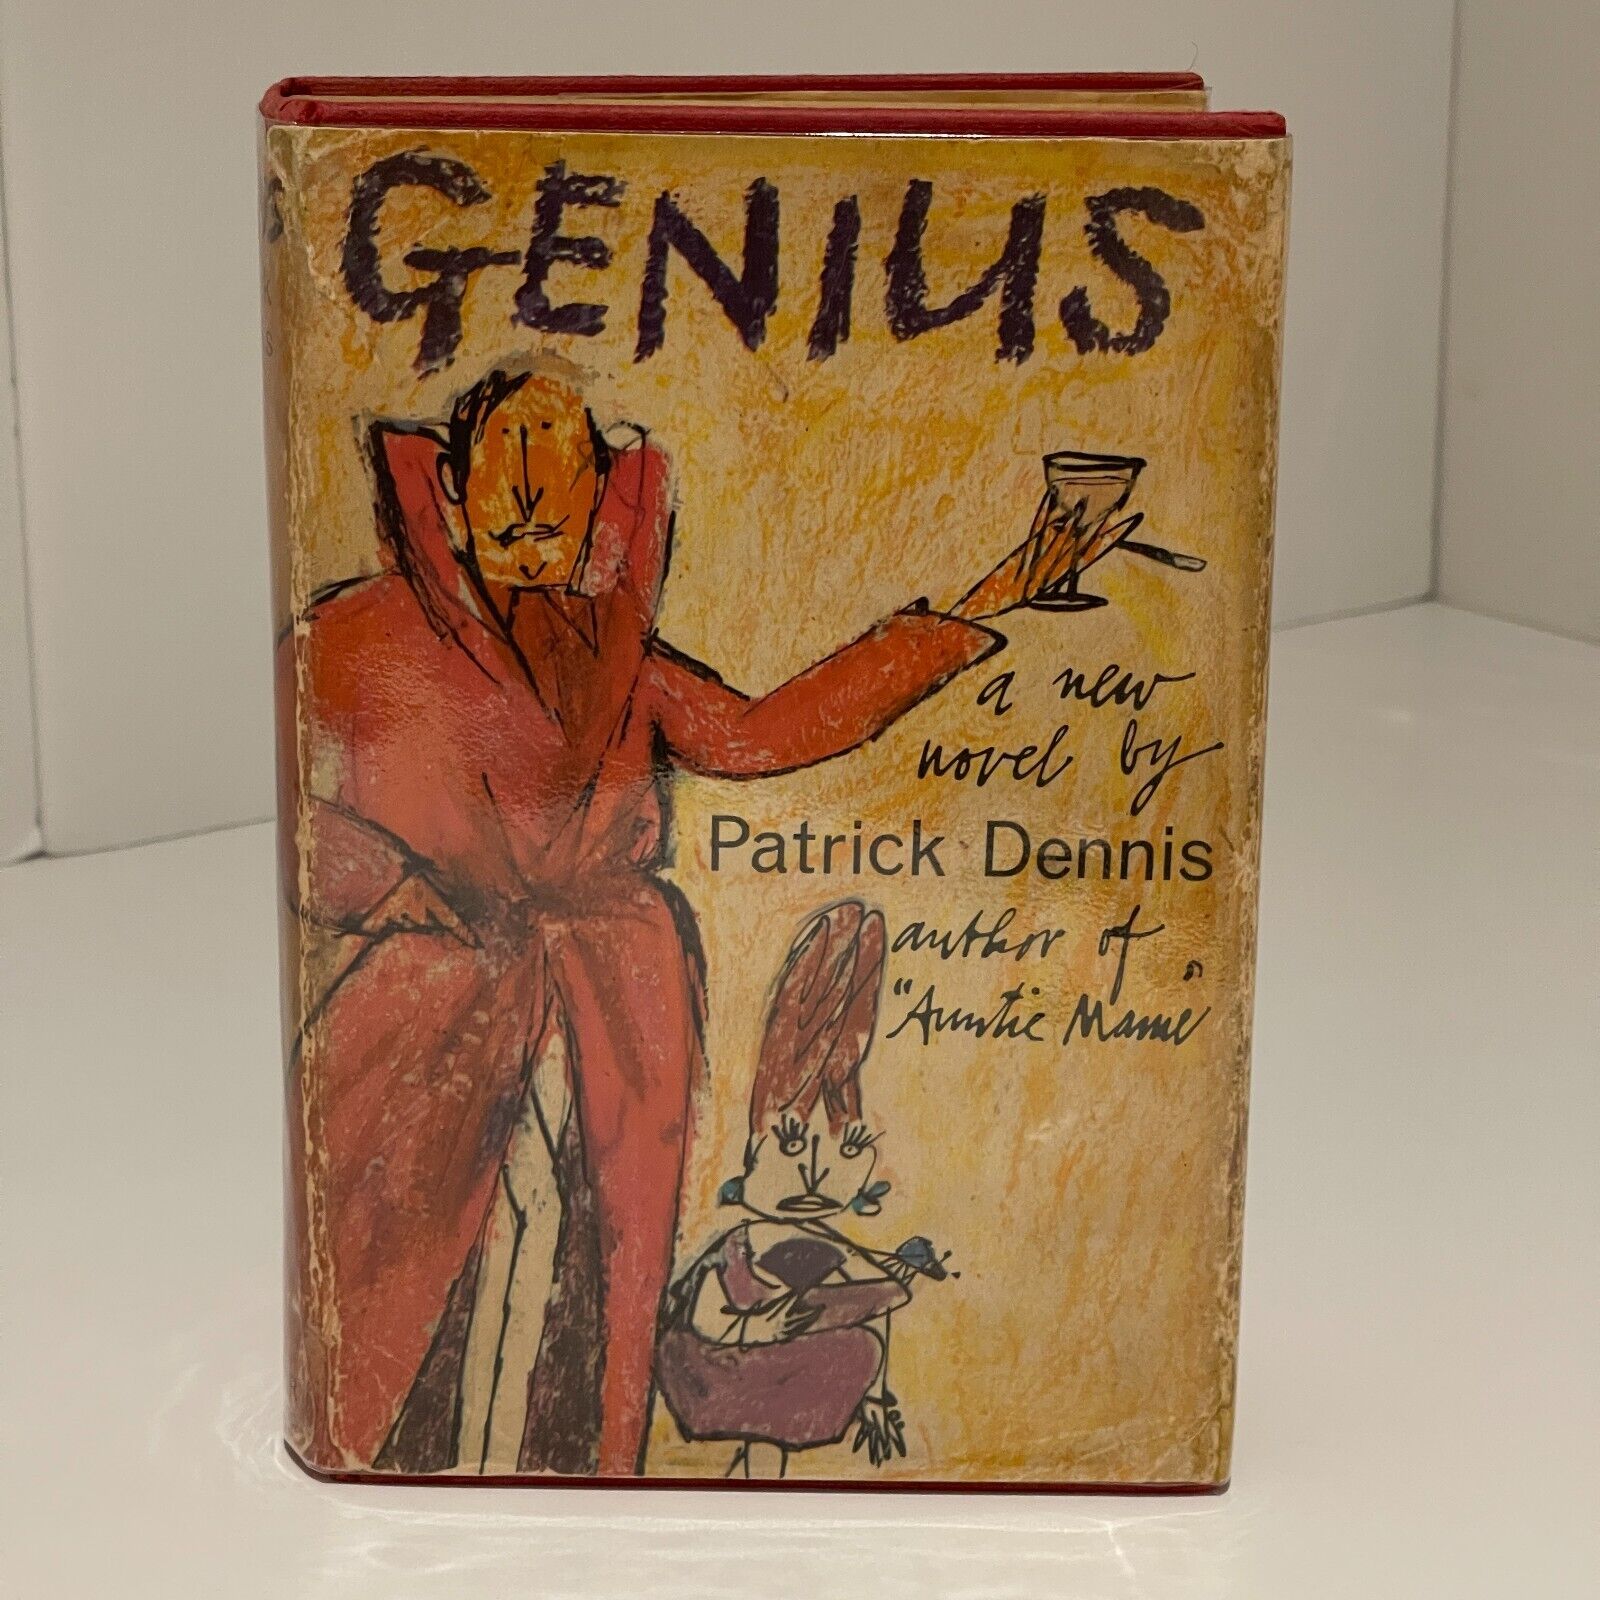 GENIUS
a new
novel by
Patrick Dennis
author of
"Auntie Mame"